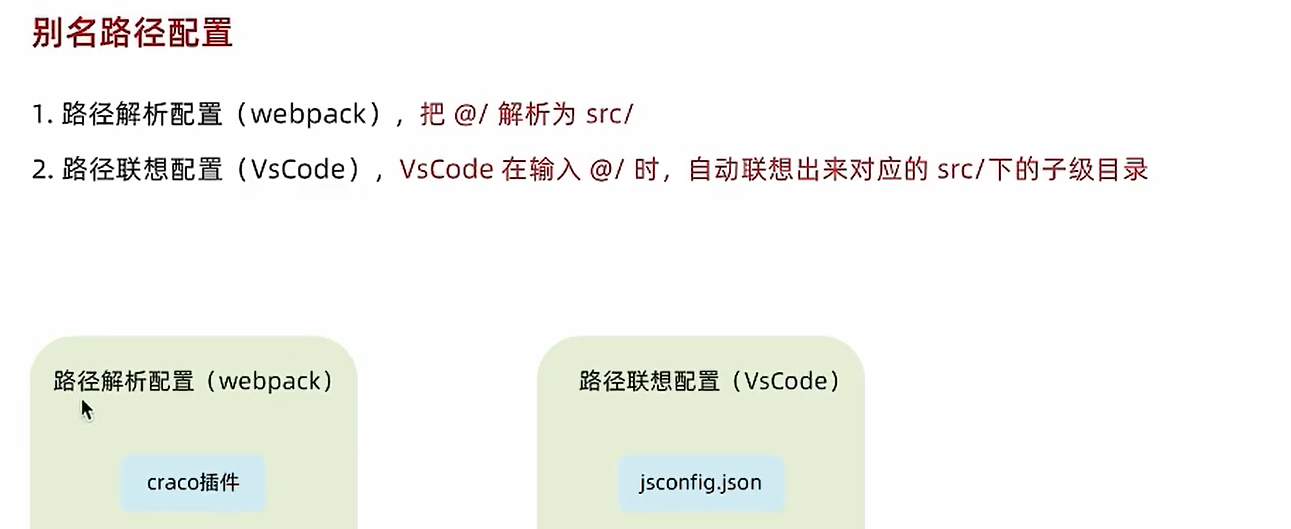 别名路径配置
1. 路径解析配置（webpack），把 @/ 解析为 src/
2. 路径联想配置（VsCode），VsCode 在输入 @/ 时，自动联想出来对应的 src/下的子级目录
路径解析配置（webpack）
craco插件
路径联想配置（VsCode）
jsconfig.json